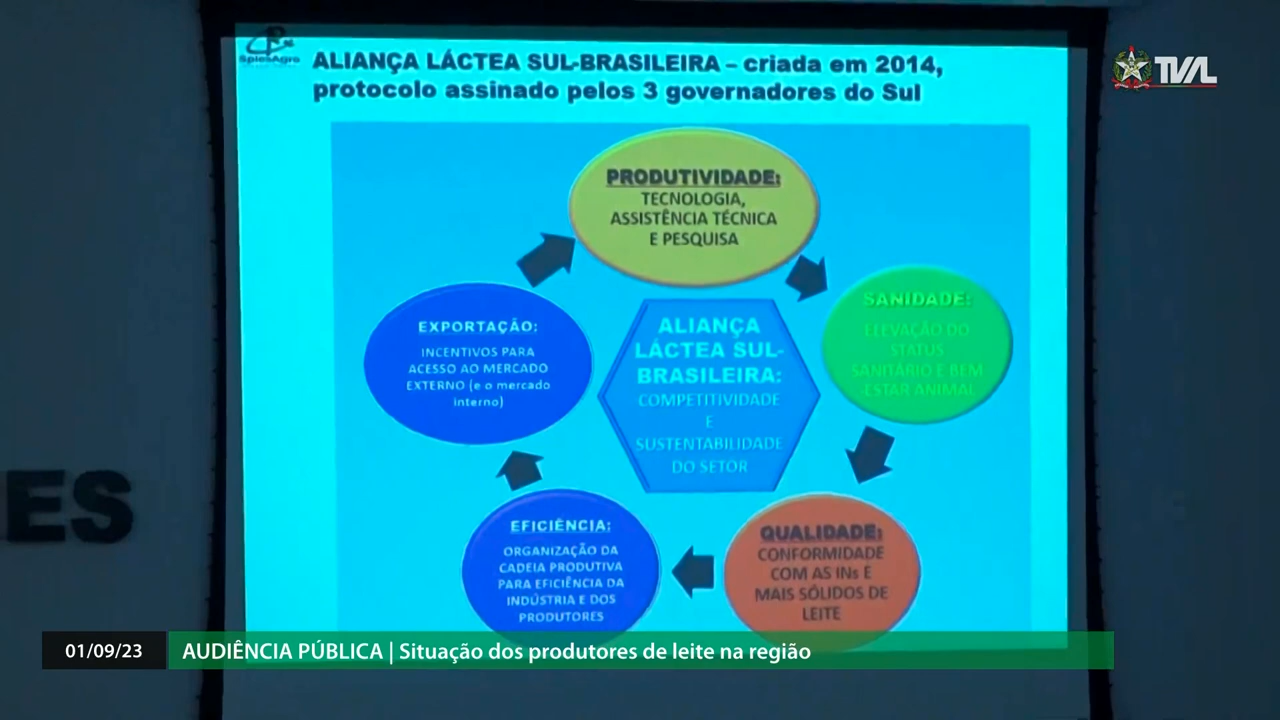 SpiesAgro
ALIANÇA LÁCTEA SUL-BRASILEIRA – criada em 2014,
protocolo assinado pelos 3 governadores do Sul
TVAL
PRODUTIVIDADE:
TECNOLOGIA,
ASSISTÊNCIA TÉCNICA
E PESQUISA
SANIDADE:
ELEVAÇÃO DO
STATUS
SANITÁRIO E BEM
-ESTAR ANIMAL
EXPORTAÇÃO:
INCENTIVOS PARA
ACESSO AO MERCADO
EXTERNO (e o mercado
interno)
ALIANÇA
LÁCTEA SUL-
BRASILEIRA:
COMPETITIVIDADE
E
SUSTENTABILIDADE
DO SETOR
EFICIÊNCIA:
ORGANIZAÇÃO DA
CADEIA PRODUTIVA
PARA EFICIÊNCIA DA
INDÚSTRIA E DOS
PRODUTORES
QUALIDADE:
CONFORMIDADE
COM AS INs E
MAIS SÓLIDOS DE
LEITE
ES
01/09/23
AUDIÊNCIA PÚBLICA | Situação dos produtores de leite na região